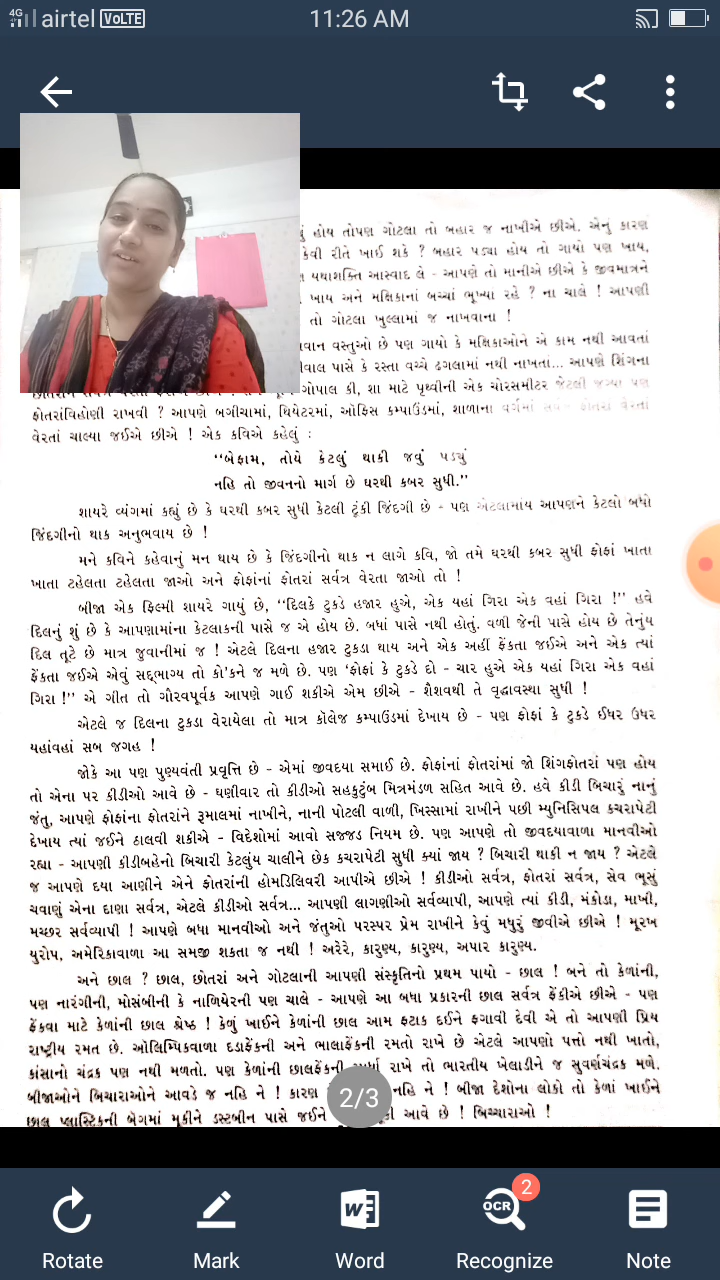 4G airtel VoLTE 11:26 AM
હોય તોપણ ગોટલા તો બહાર જ નાખીએ છીએ. એનું કારણ
કેવી રીતે ખાઈ શકે ? બહાર પડ્યા હોય તો ગાયો પણ ખાય,
યથાશક્તિ આસ્વાદ લે - આપણે તો માનીએ છીએ કે જીવમાત્રને
ખાય અને મક્ષિકાનાં બચ્ચાં ભૂખ્યાં રહે ? ના ચાલે ! આપણી
તો ગોટલા ખુલ્લામાં જ નાખવાના !
વસ્તુઓ છે પણ ગાયો કે મક્ષિકાઓને એ કામ નથી આવતાં
પાસે કે રસ્તા વચ્ચે ઢગલામાં નથી નાખતાં... આપણે શિંગના
ગોપાલ કી, શા માટે પૃથ્વીની એક ચોરસમીટર જેટલી જગ્યા પણ
ફોતરાંવિહોણી રાખવી ? આપણે બગીચામાં, થિયેટરમાં, ઑફિસ કમ્પાઉંડમાં, શાળાના વર્ગમાં સર્વત્ર ફોતરાં વેરતાં
વેરતાં ચાલ્યા જઈએ છીએ ! એક કવિએ કહેલું :
“બેફામ, તોયે કેટલું થાકી જવું પડ્યું
નહિ તો જીવનનો માર્ગ છે ઘરથી કબર સુધી.”
શાયરે વ્યંગમાં કહ્યું છે કે ઘરથી કબર સુધી કેટલી ટૂંકી જિંદગી છે - પણ એટલામાંય આપણને કેટલો બધો
જિંદગીનો થાક અનુભવાય છે !
મને કવિને કહેવાનું મન થાય છે કે જિંદગીનો થાક ન લાગે કવિ, જો તમે ઘરથી કબર સુધી ફોફાં ખાતા
ખાતા ટહેલતા ટહેલતા જાઓ અને ફોફાંનાં ફોતરાં સર્વત્ર વેરતા જાઓ તો !
બીજા એક ફિલ્મી શાયરે ગાયું છે, “દિલકે ટુકડે હજાર હુએ, એક યહાં ગિરા એક વહાં ગિરા !” હવે
દિલનું શું છે કે આપણામાંના કેટલાકની પાસે જ એ હોય છે. બધાં પાસે નથી હોતું. વળી જેની પાસે હોય છે તેનુંય
દિલ તૂટે છે માત્ર જુવાનીમાં જ ! એટલે દિલના હજાર ટુકડા થાય અને એક અહીં ફેંકતા જઈએ અને એક ત્યાં
ફેંકતા જઈએ એવું સદ્‌ભાગ્ય તો કો'કને જ મળે છે. પણ 'ફોફાં કે ટુકડે દો - ચાર હુએ એક યહાં ગિરા એક વહાં
ગિરા !” એ ગીત તો ગૌરવપૂર્વક આપણે ગાઈ શકીએ એમ છીએ - શૈશવથી તે વૃદ્ધાવસ્થા સુધી !
એટલે જ દિલના ટુકડા વેરાયેલા તો માત્ર કૉલેજ કમ્પાઉંડમાં દેખાય છે - પણ ફોફાં કે ટુકડે ઈધર ઉધર
યહાંવહાં સબ જગહ !
જોકે આ પણ પુણ્યવંતી પ્રવૃત્તિ છે - એમાં જીવદયા સમાઈ છે. ફોફાંનાં ફોતરાંમાં જો શિંગફોતરાં પણ હોય
તો એના પર કીડીઓ આવે છે - ઘણીવાર તો કીડીઓ સહકુટુંબ મિત્રમંડળ સહિત આવે છે. હવે કીડી બિચારું નાનું
જંતુ, આપણે ફોફાંના ફોતરાંને રૂમાલમાં નાખીને, નાની પોટલી વાળી, ખિસ્સામાં રાખીને પછી મ્યુનિસિપલ કચરાપેટી
દેખાય ત્યાં જઈને ઠાલવી શકીએ - વિદેશોમાં આવો સજ્જડ નિયમ છે. પણ આપણે તો જીવદયાવાળા માનવીઓ
રહ્યા - આપણી કીડીબહેનો બિચારી કેટલુંય ચાલીને છેક કચરાપેટી સુધી ક્યાં જાય ? બિચારી થાકી ન જાય ? એટલે
જ આપણે દયા આણીને એને ફોતરાંની હોમડિલિવરી આપીએ છીએ ! કીડીઓ સર્વત્ર, ફોતરાં સર્વત્ર, સેવ ભૂસું
ચવાણું એના દાણા સર્વત્ર, એટલે કીડીઓ સર્વત્ર... આપણી લાગણીઓ સર્વવ્યાપી, આપણે ત્યાં કીડી, મંકોડા, માખી,
મચ્છર સર્વવ્યાપી ! આપણે બધા માનવીઓ અને જંતુઓ પરસ્પર પ્રેમ રાખીને કેવું મધુરું જીવીએ છીએ ! મૂરખ
યુરોપ, અમેરિકાવાળા આ સમજી શકતા જ નથી ! અરેરે, કારુણ્ય, કારુણ્ય, અપાર કારુણ્ય.
અને છાલ ? છાલ, છોતરાં અને ગોટલાની આપણી સંસ્કૃતિનો પ્રથમ પાયો - છાલ ! બને તો કેળાંની,
પણ નારંગીની, મોસંબીની કે નાળિયેરની પણ ચાલે - આપણે આ બધા પ્રકારની છાલ સર્વત્ર ફેંકીએ છીએ - પણ
ફેંકવા માટે કેળાંની છાલ શ્રેષ્ઠ ! કેળું ખાઈને કેળાંની છાલ આમ ફટાક દઈને ફગાવી દેવી એ તો આપણી પ્રિય
રાષ્ટ્રીય રમત છે. ઑલિમ્પિકવાળા દડાફેંકની અને ભાલાફેંકની રમતો રાખે છે એટલે આપણો પત્તો નથી ખાતો,
કાંસાનો ચંદ્રક પણ નથી મળતો. પણ કેળાંની છાલફેંકની રાખે તો ભારતીય ખેલાડીને જ સુવર્ણચંદ્રક મળે.
બીજાઓને બિચારાઓને આવડે જ નહિ ને ! કારણ નહિ ને ! બીજા દેશોના લોકો તો કેળાં ખાઈને
છાલ પ્લાસ્ટિકની બેગમાં મૂકીને ડસ્ટબીન પાસે જઈને આવે છે ! બિચ્ચારાઓ !
2/3
2
OCR
Rotate Mark Word Recognize Note